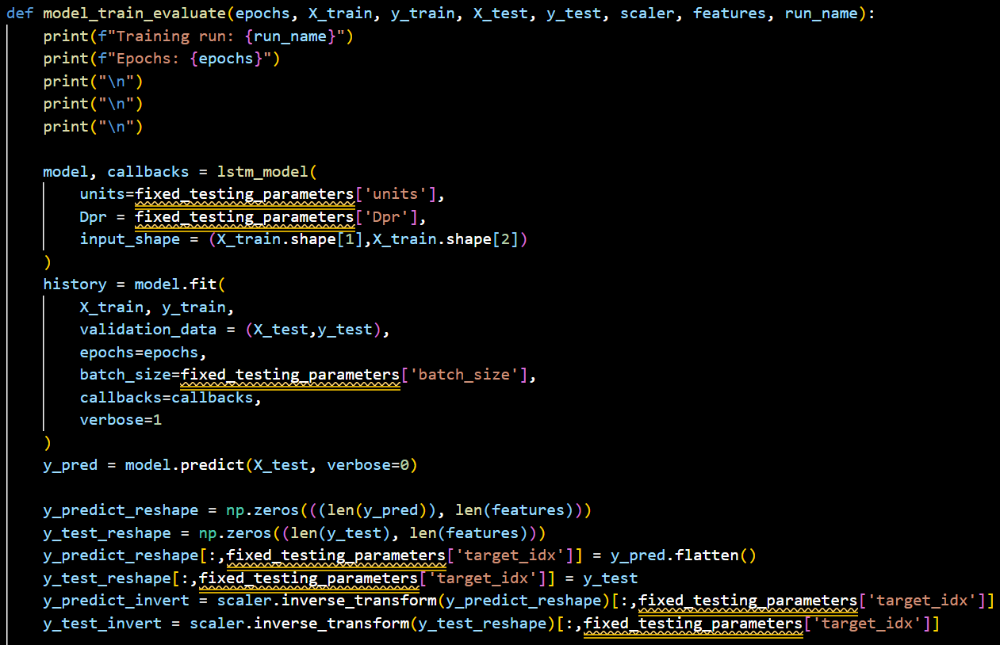 def model_train_evaluate(epochs, X_train, y_train, X_test, y_test, scaler, features, run_name):
    print(f"Training run: {run_name}")
    print(f"Epochs: {epochs}")
    print("\n")
    print("\n")
    print("\n")

    model, callbacks = lstm_model(
        units=fixed_testing_parameters['units'],
        Dpr = fixed_testing_parameters['Dpr'],
        input_shape = (X_train.shape[1],X_train.shape[2])
    )
    history = model.fit(
        X_train, y_train,
        validation_data = (X_test,y_test),
        epochs=epochs,
        batch_size=fixed_testing_parameters['batch_size'],
        callbacks=callbacks,
        verbose=1
    )
    y_pred = model.predict(X_test, verbose=0)

    y_predict_reshape = np.zeros(((len(y_pred)), len(features)))
    y_test_reshape = np.zeros((len(y_test), len(features)))
    y_predict_reshape[:,fixed_testing_parameters['target_idx']] = y_pred.flatten()
    y_test_reshape[:,fixed_testing_parameters['target_idx']] = y_test
    y_predict_invert = scaler.inverse_transform(y_predict_reshape)[:,fixed_testing_parameters['target_idx']]
    y_test_invert = scaler.inverse_transform(y_test_reshape)[:,fixed_testing_parameters['target_idx']]